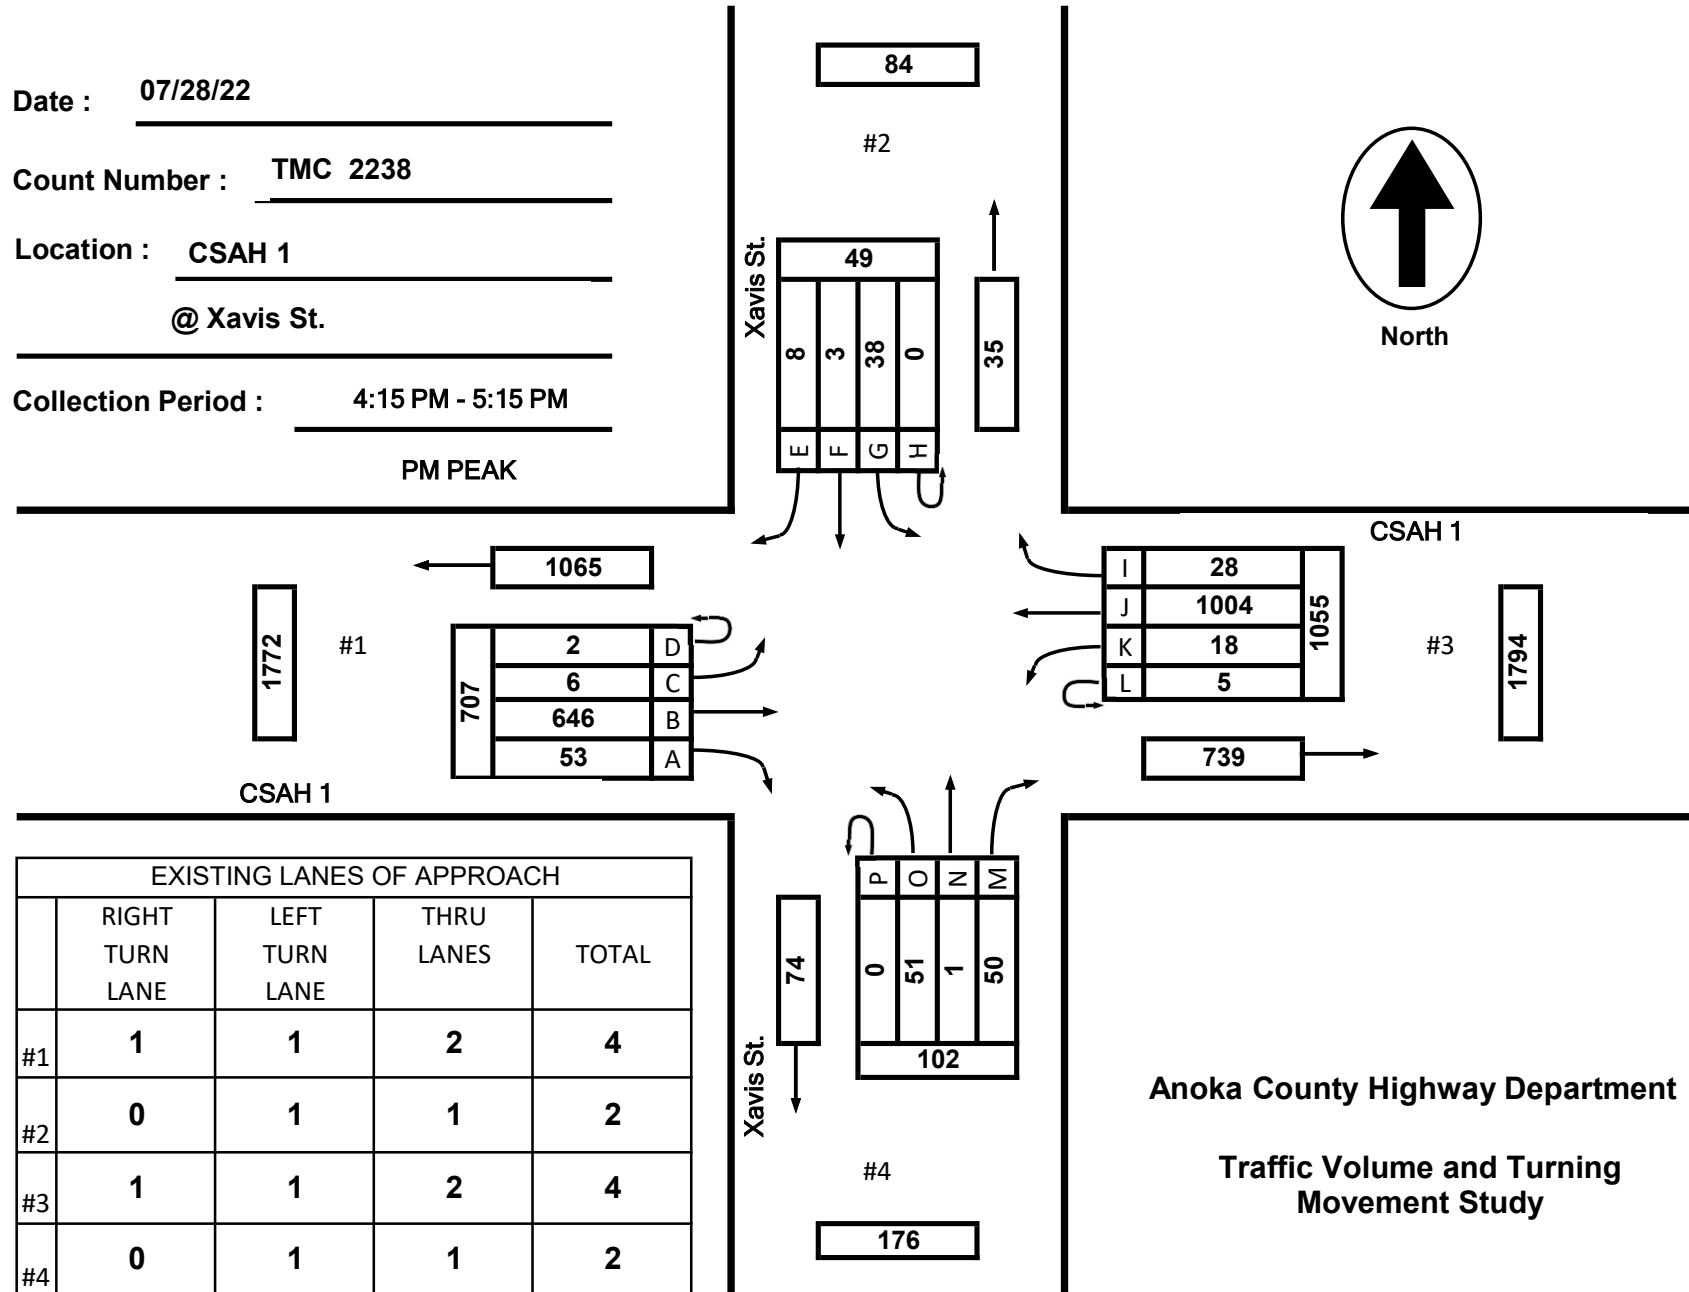 Date : 07/28/22
Count Number : TMC 2238
Location : CSAH 1
@ Xavis St.
Collection Period : 4:15 PM - 5:15 PM
PM PEAK
84
#2
Xavis St.
49
8 3 38 0
E F G H
35
North
CSAH 1
I 28
J 1004
K 18
L 5
1055
#3
1794
739
1065
1772
#1
707
2 D
6 C
646 B
53 A
CSAH 1
P O N M
0 51 1 50
102
74
Xavis St.
#4
176
EXISTING LANES OF APPROACH
RIGHT TURN LANE
LEFT TURN LANE
THRU LANES
TOTAL
#1 1 1 2 4
#2 0 1 1 2
#3 1 1 2 4
#4 0 1 1 2
Anoka County Highway Department
Traffic Volume and Turning
Movement Study